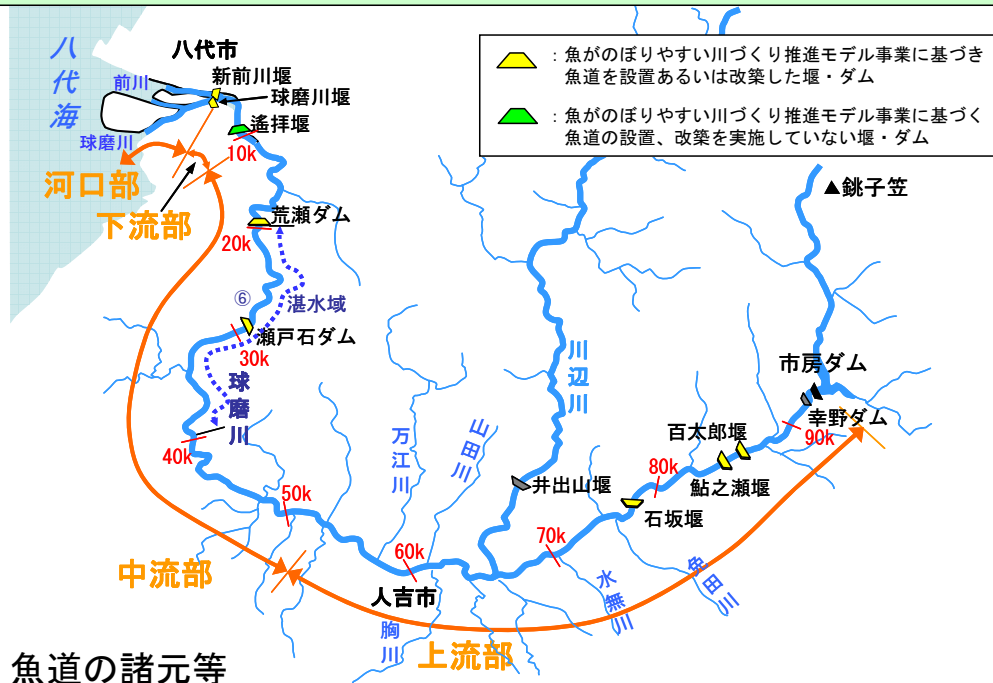 八代海
八代市
前川
新前川堰
球磨川堰
遙拝堰
球磨川
10k
河口部
下流部
荒瀬ダム
20k
⑥
湛水域
瀬戸石ダム
30k
球磨川
40k
50k
万江川
山田川
川辺川
60k
人吉市
胸川
中流部
上流部
井出山堰
70k
水無川
免田川
石坂堰
80k
鮎之瀬堰
百太郎堰
90k
幸野ダム
市房ダム
▲銚子笠
:魚がのぼりやすい川づくり推進モデル事業に基づき
魚道を設置あるいは改築した堰・ダム
:魚がのぼりやすい川づくり推進モデル事業に基づく
魚道の設置、改築を実施していない堰・ダム
魚道の諸元等